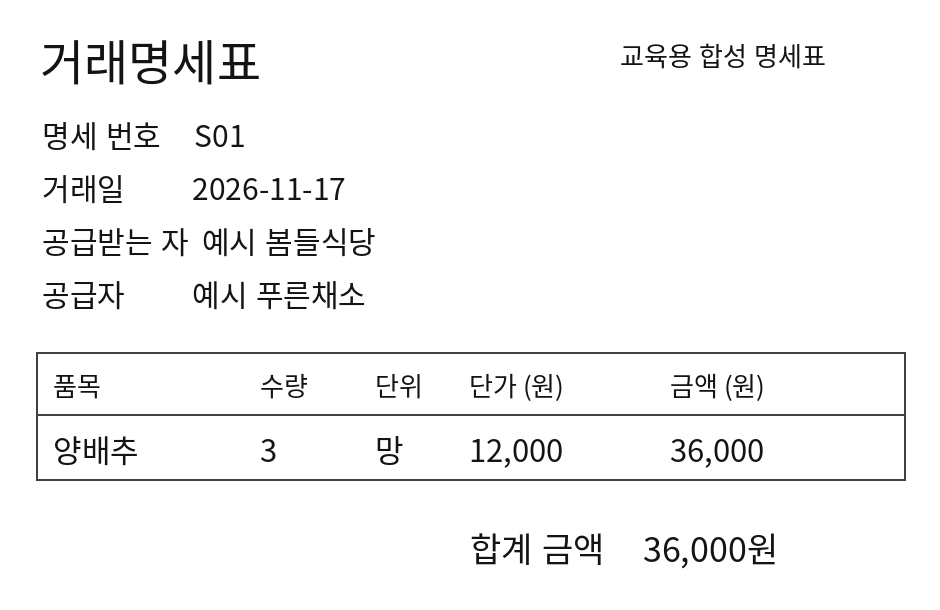 거래명세표 교육용 합성 명세표
명세 번호 S01
거래일 2026-11-17
공급받는 자 예시 봄들식당
공급자 예시 푸른채소
품목 수량 단위 단가 (원) 금액 (원)
양배추 3 망 12,000 36,000
합계 금액 36,000원